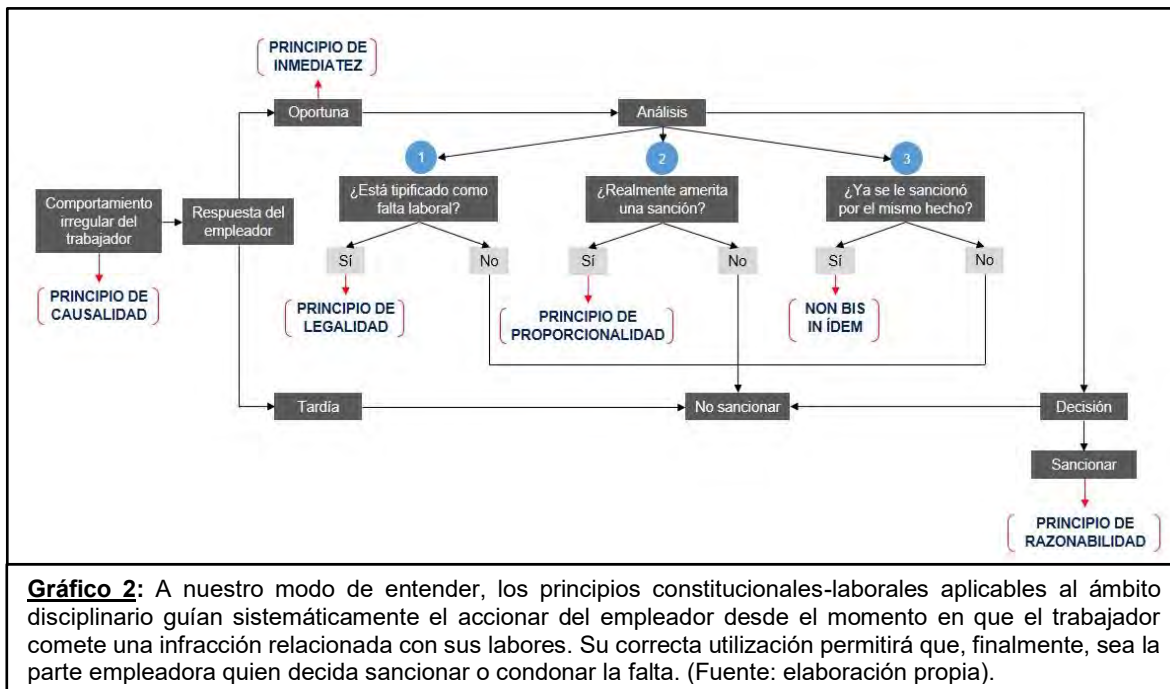 PRINCIPIO DE
INMEDIATEZ
Oportuna
Análisis
1
2
3
¿Está tipificado como
falta laboral?
¿Realmente amerita
una sanción?
¿Ya se le sancionó
por el mismo hecho?
Comportamiento
irregular del
trabajador
Respuesta del
empleador
Sí
No
Sí
No
Sí
No
PRINCIPIO DE
CAUSALIDAD
PRINCIPIO DE
LEGALIDAD
PRINCIPIO DE
PROPORCIONALIDAD
NON BIS
IN ÍDEM
Tardía
No sancionar
Decisión
Sancionar
PRINCIPIO DE
RAZONABILIDAD
Gráfico 2: A nuestro modo de entender, los principios constitucionales-laborales aplicables al ámbito
disciplinario guían sistemáticamente el accionar del empleador desde el momento en que el trabajador
comete una infracción relacionada con sus labores. Su correcta utilización permitirá que, finalmente, sea la
parte empleadora quien decida sancionar o condonar la falta. (Fuente: elaboración propia).